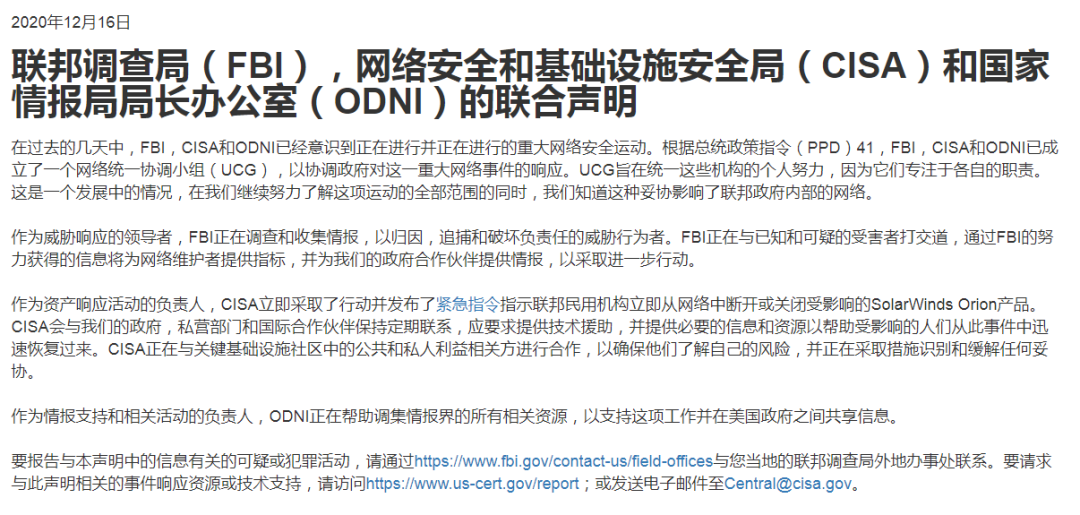 2020年12月16日
联邦调查局（FBI），网络安全和基础设施安全局（CISA）和国家
情报局局长办公室（ODNI）的联合声明
在过去的几天中，FBI，CISA和ODNI已经意识到正在进行并正在进行的重大网络安全运动。根据总统政策指令（PPD）41，FBI，CISA和ODNI已成
立了一个网络统一协调小组（UCG），以协调政府对这一重大网络事件的响应。UCG旨在统一这些机构的个人努力，因为它们专注于各自的职责。
这是一个发展中的情况，在我们继续努力了解这项运动的全部范围的同时，我们知道这种妥协影响了联邦政府内部的网络。
作为威胁响应的领导者，FBI正在调查和收集情报，以归因，追捕和破坏负责任的威胁行为者。FBI正在与已知和可疑的受害者打交道，通过FBI的努
力获得的信息将为网络维护者提供指标，并为我们的政府合作伙伴提供情报，以采取进一步行动。
作为资产响应活动的负责人，CISA立即采取了行动并发布了紧急指令指示联邦民用机构立即从网络中断开或关闭受影响的SolarWinds Orion产品。
CISA会与我们的政府，私营部门和国际合作伙伴保持定期联系，应要求提供技术援助，并提供必要的信息和资源以帮助受影响的人们从此事件中迅
速恢复过来。CISA正在与关键基础设施社区中的公共和私人利益相关方进行合作，以确保他们了解自己的风险，并正在采取措施识别和缓解任何妥
协。
作为情报支持和相关活动的负责人，ODNI正在帮助调集情报界的所有相关资源，以支持这项工作并在美国政府之间共享信息。
要报告与本声明中的信息有关的可疑或犯罪活动，请通过https://www.fbi.gov/contact-us/field-offices与您当地的联邦调查局外地办事处联系。要请求
与此声明相关的事件响应资源或技术支持，请访问https://www.us-cert.gov/report；或发送电子邮件至Central@cisa.gov。